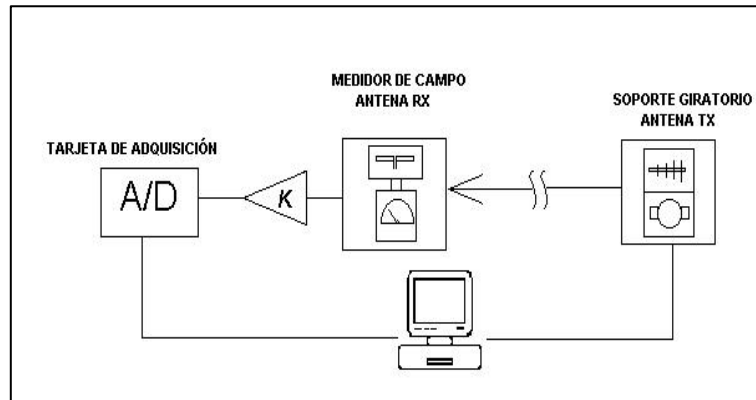 MEDIDOR DE CAMPO
ANTENA RX
SOPORTE GIRATORIO
ANTENA TX
TARJETA DE ADQUISICIÓN
A/D
K